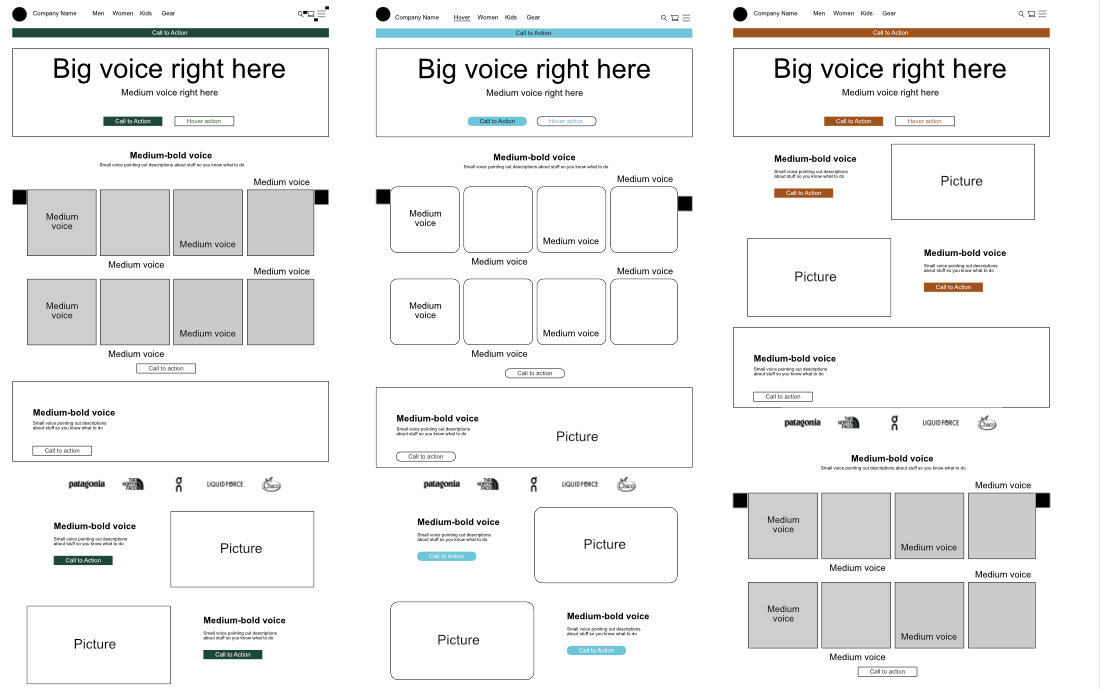 Company Name
Men
Women
Kids
Gear
Call to Action
Big voice right here
Medium voice right here
Call to Action
Hover action
Medium-bold voice
Small voice pointing out descriptions about stuff so you know what to do
Medium voice
Medium
voice
Medium voice
Medium voice
Medium voice
Medium
voice
Medium voice
Medium voice
Call to action
Medium-bold voice
Small voice pointing out descriptions
about stuff so you know what to do
Call to action
patagonia
THE
NORTH
FACE
LIQUID FORCE
Chaco
Medium-bold voice
Small voice pointing out descriptions
about stuff so you know what to do
Call to Action
Picture
Picture
Medium-bold voice
Small voice pointing out descriptions
about stuff so you know what to do
Call to Action
Company Name
Hover
Women
Kids
Gear
Call to Action
Big voice right here
Medium voice right here
Call to Action
Hover action
Medium-bold voice
Small voice pointing out descriptions about stuff so you know what to do
Medium voice
Medium
voice
Medium voice
Medium voice
Medium voice
Medium
voice
Medium voice
Medium voice
Call to action
Medium-bold voice
Small voice pointing out descriptions
about stuff so you know what to do
Call to action
Picture
patagonia
THE
NORTH
FACE
LIQUID FORCE
Chaco
Medium-bold voice
Small voice pointing out descriptions
about stuff so you know what to do
Call to Action
Picture
Picture
Medium-bold voice
Small voice pointing out descriptions
about stuff so you know what to do
Call to Action
Company Name
Men
Women
Kids
Gear
Call to Action
Big voice right here
Medium voice right here
Call to Action
Hover action
Medium-bold voice
Small voice pointing out descriptions
about stuff so you know what to do
Call to Action
Picture
Picture
Medium-bold voice
Small voice pointing out descriptions
about stuff so you know what to do
Call to Action
Medium-bold voice
Small voice pointing out descriptions
about stuff so you know what to do
Call to action
patagonia
THE
NORTH
FACE
LIQUID FORCE
Chaco
Medium-bold voice
Small voice pointing out descriptions about stuff so you know what to do
Medium voice
Medium
voice
Medium voice
Medium voice
Medium voice
Medium
voice
Medium voice
Medium voice
Call to action